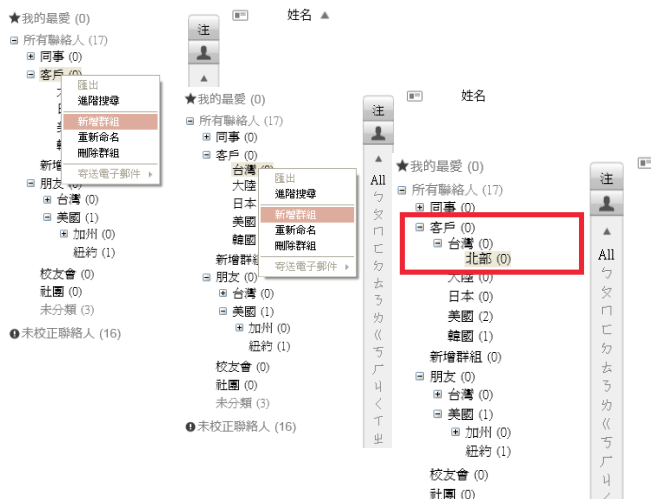 ★我的最愛 (0)
所有聯絡人 (17)
同事 (0)
客戶 (0)
匯出
進階搜尋
新增群組
重新命名
刪除群組
寄送電子郵件
新增
朋友 (0)
台灣 (0)
美國 (1)
加州 (0)
紐約 (1)
校友會 (0)
社團 (0)
未分類 (3)
未校正聯絡人 (16)
姓名 ▲
注
▲
★我的最愛 (0)
所有聯絡人 (17)
同事 (0)
客戶 (0)
台灣 (0)
大陸
日本
美國
韓國
新增群組
匯出
進階搜尋
新增群組
重新命名
刪除群組
寄送電子郵件
朋友 (0)
台灣 (0)
美國 (1)
加州 (0)
紐約 (1)
校友會 (0)
社團 (0)
未分類 (3)
未校正聯絡人 (16)
姓名
注
▲
All
ㄅ
ㄆ
ㄇ
ㄈ
ㄉ
ㄊ
ㄋ
ㄌ
ㄍ
ㄎ
ㄏ
ㄐ
ㄑ
ㄒ
ㄓ
★我的最愛 (0)
所有聯絡人 (17)
同事 (0)
客戶 (0)
台灣 (0)
北部 (0)
大陸 (0)
日本 (0)
美國 (2)
韓國 (1)
新增群組 (0)
朋友 (0)
台灣 (0)
美國 (1)
加州 (0)
紐約 (1)
校友會 (0)
社團 (0)
注
▲
All
ㄅ
ㄆ
ㄇ
ㄈ
ㄉ
ㄊ
ㄋ
ㄌ
ㄍ
ㄎ
ㄏ
ㄐ